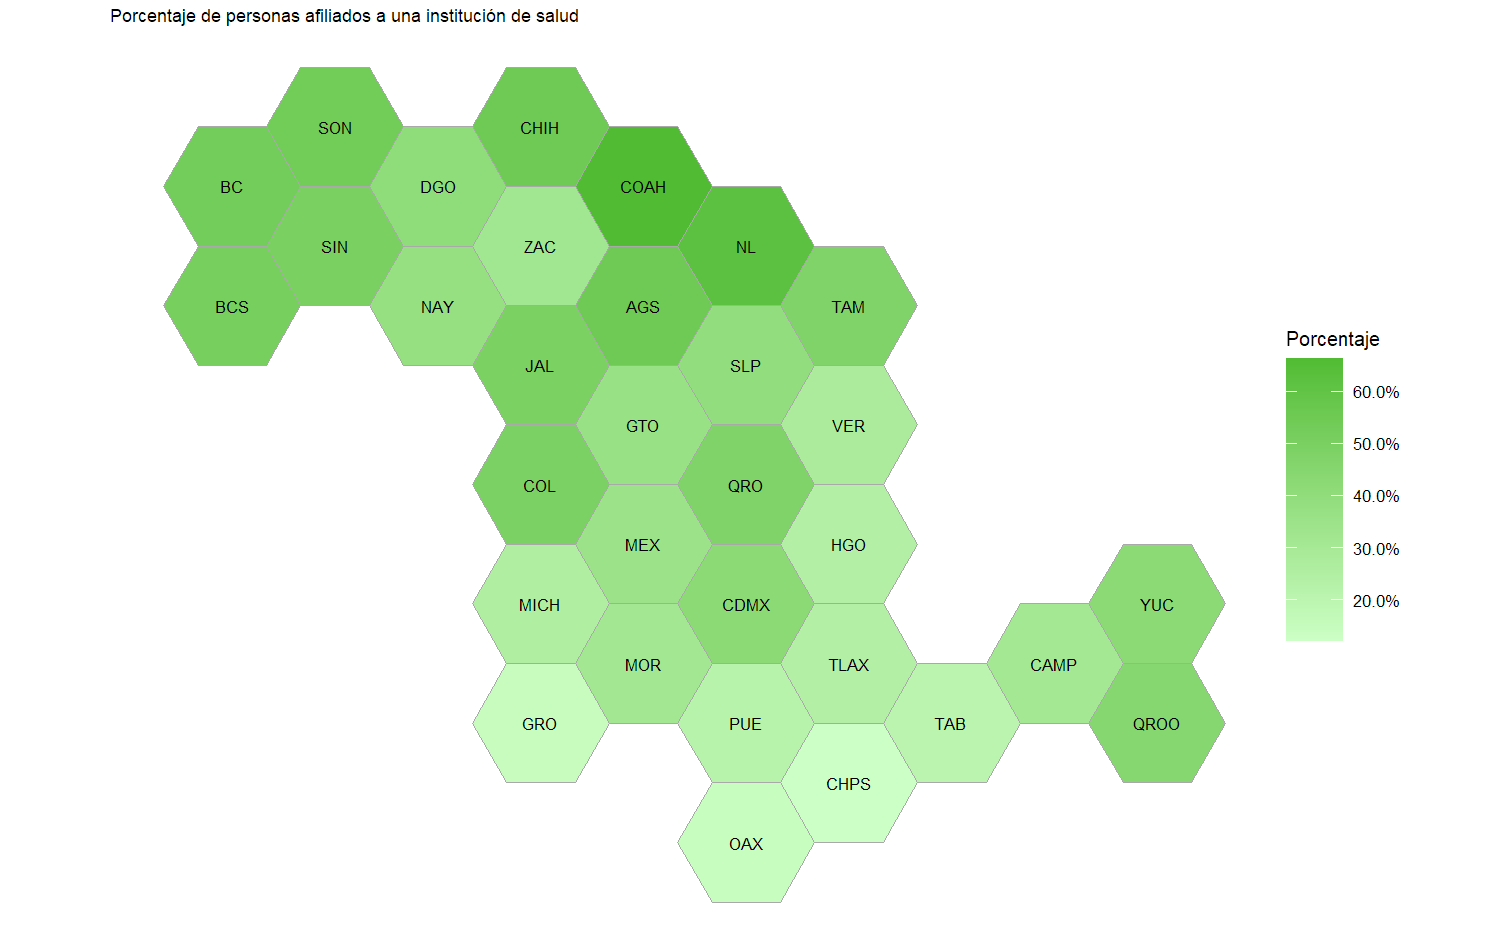 Porcentaje de personas afiliados a una institución de salud
SON
CHIH
BC
DGO
COAH
SIN
ZAC
NL
BCS
NAY
AGS
TAM
JAL
SLP
GTO
VER
COL
QRO
MEX
HGO
MICH
CDMX
YUC
MOR
TLAX
CAMP
GRO
PUE
TAB
QROO
CHPS
OAX
Porcentaje
60.0%
50.0%
40.0%
30.0%
20.0%